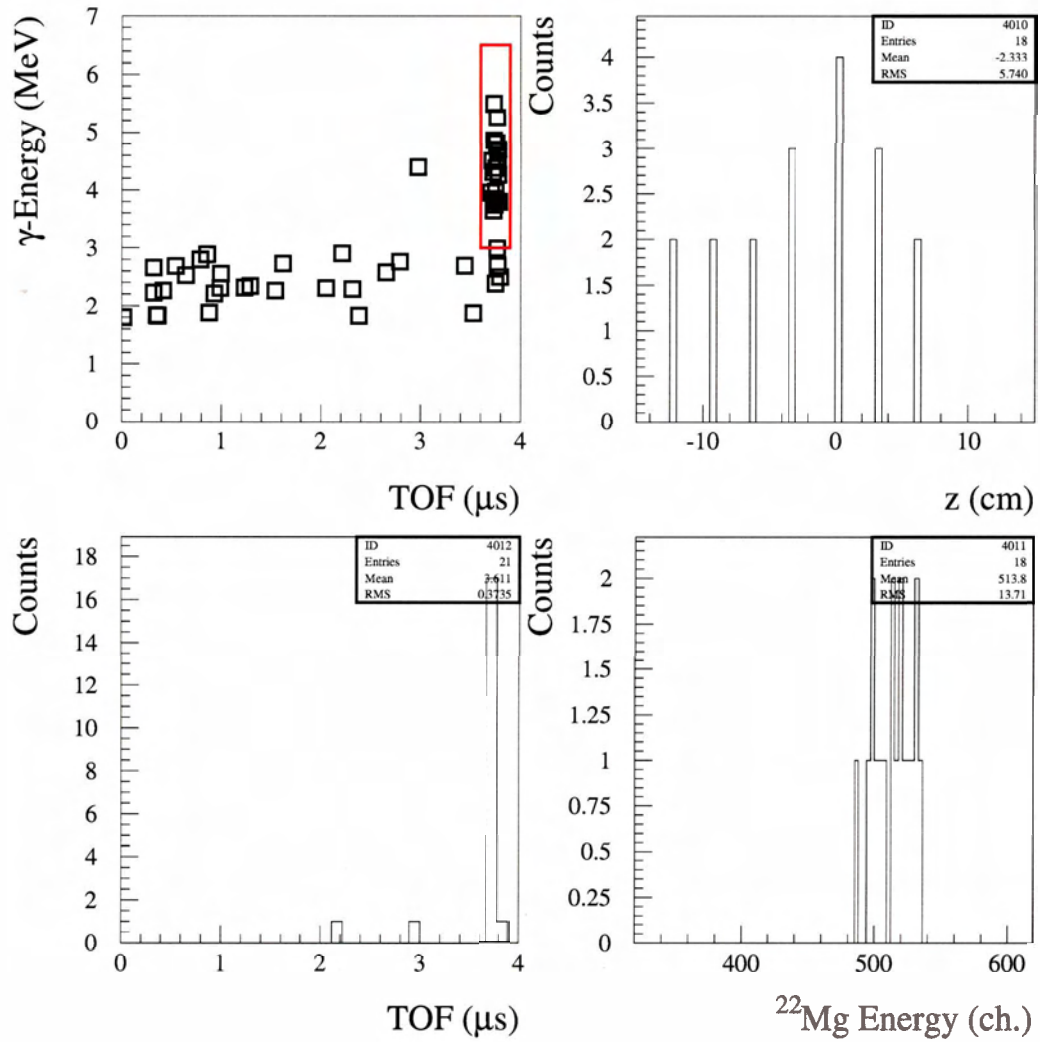 γ-Energy (MeV)
7
6
5
4
3
2
1
0
0 1 2 3 4
TOF (μs)
Counts
4
3.5
3
2.5
2
1.5
1
0.5
0
-10 0 10
z (cm)
ID 4010
Entries 18
Mean -2.333
RMS 5.740
Counts
18
16
14
12
10
8
6
4
2
0
0 1 2 3 4
TOF (μs)
ID 4012
Entries 21
Mean 3.611
RMS 0.3735
Counts
2
1.75
1.5
1.25
1
0.75
0.5
0.25
0
400 500 600
²²Mg Energy (ch.)
ID 4011
Entries 18
Mean 513.8
RMS 13.71